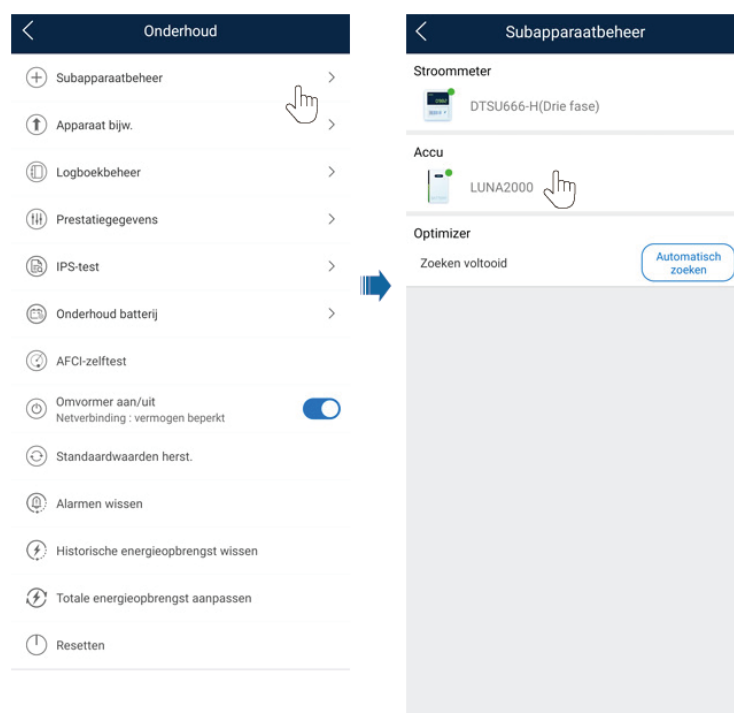 Onderhoud
Subapparaatbeheer
Apparaat bijw.
Logboekbeheer
Prestatiegegevens
IPS-test
Onderhoud batterij
AFCI-zelftest
Omvormer aan/uit
Netverbinding : vermogen beperkt
Standaardwaarden herst.
Alarmen wissen
Historische energieopbrengst wissen
Totale energieopbrengst aanpassen
Resetten
Subapparaatbeheer
Stroommeter
DTSU666-H(Drie fase)
Accu
LUNA2000
Optimizer
Zoeken voltooid
Automatisch
zoeken